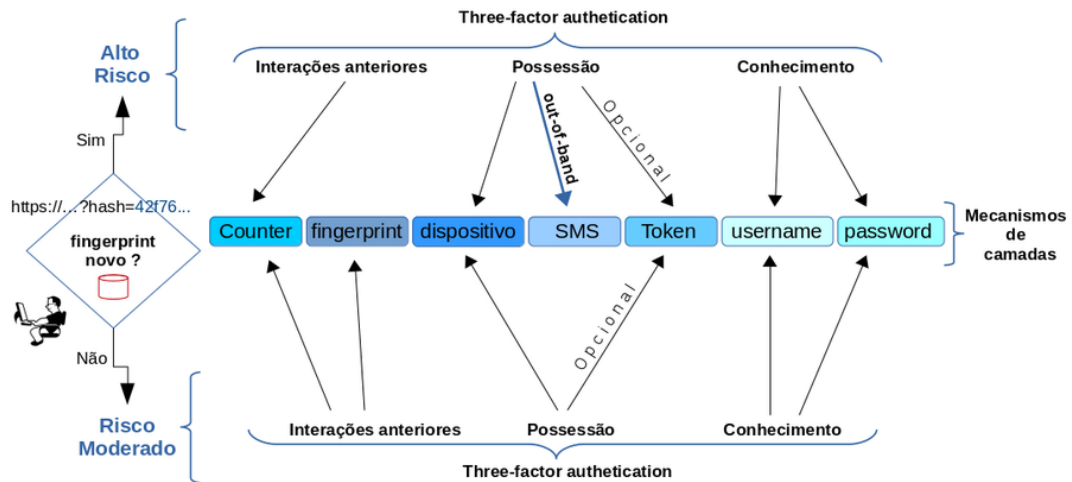 Three-factor authetication
Alto
Risco
Interações anteriores
Possessão
Conhecimento
out-of-band
Opcional
Sim
https://... ?hash=42f76...
fingerprint
novo ?
Counter
fingerprint
dispositivo
SMS
Token
username
password
Mecanismos
de
camadas
Não
Opcional
Risco
Moderado
Interações anteriores
Possessão
Conhecimento
Three-factor authetication